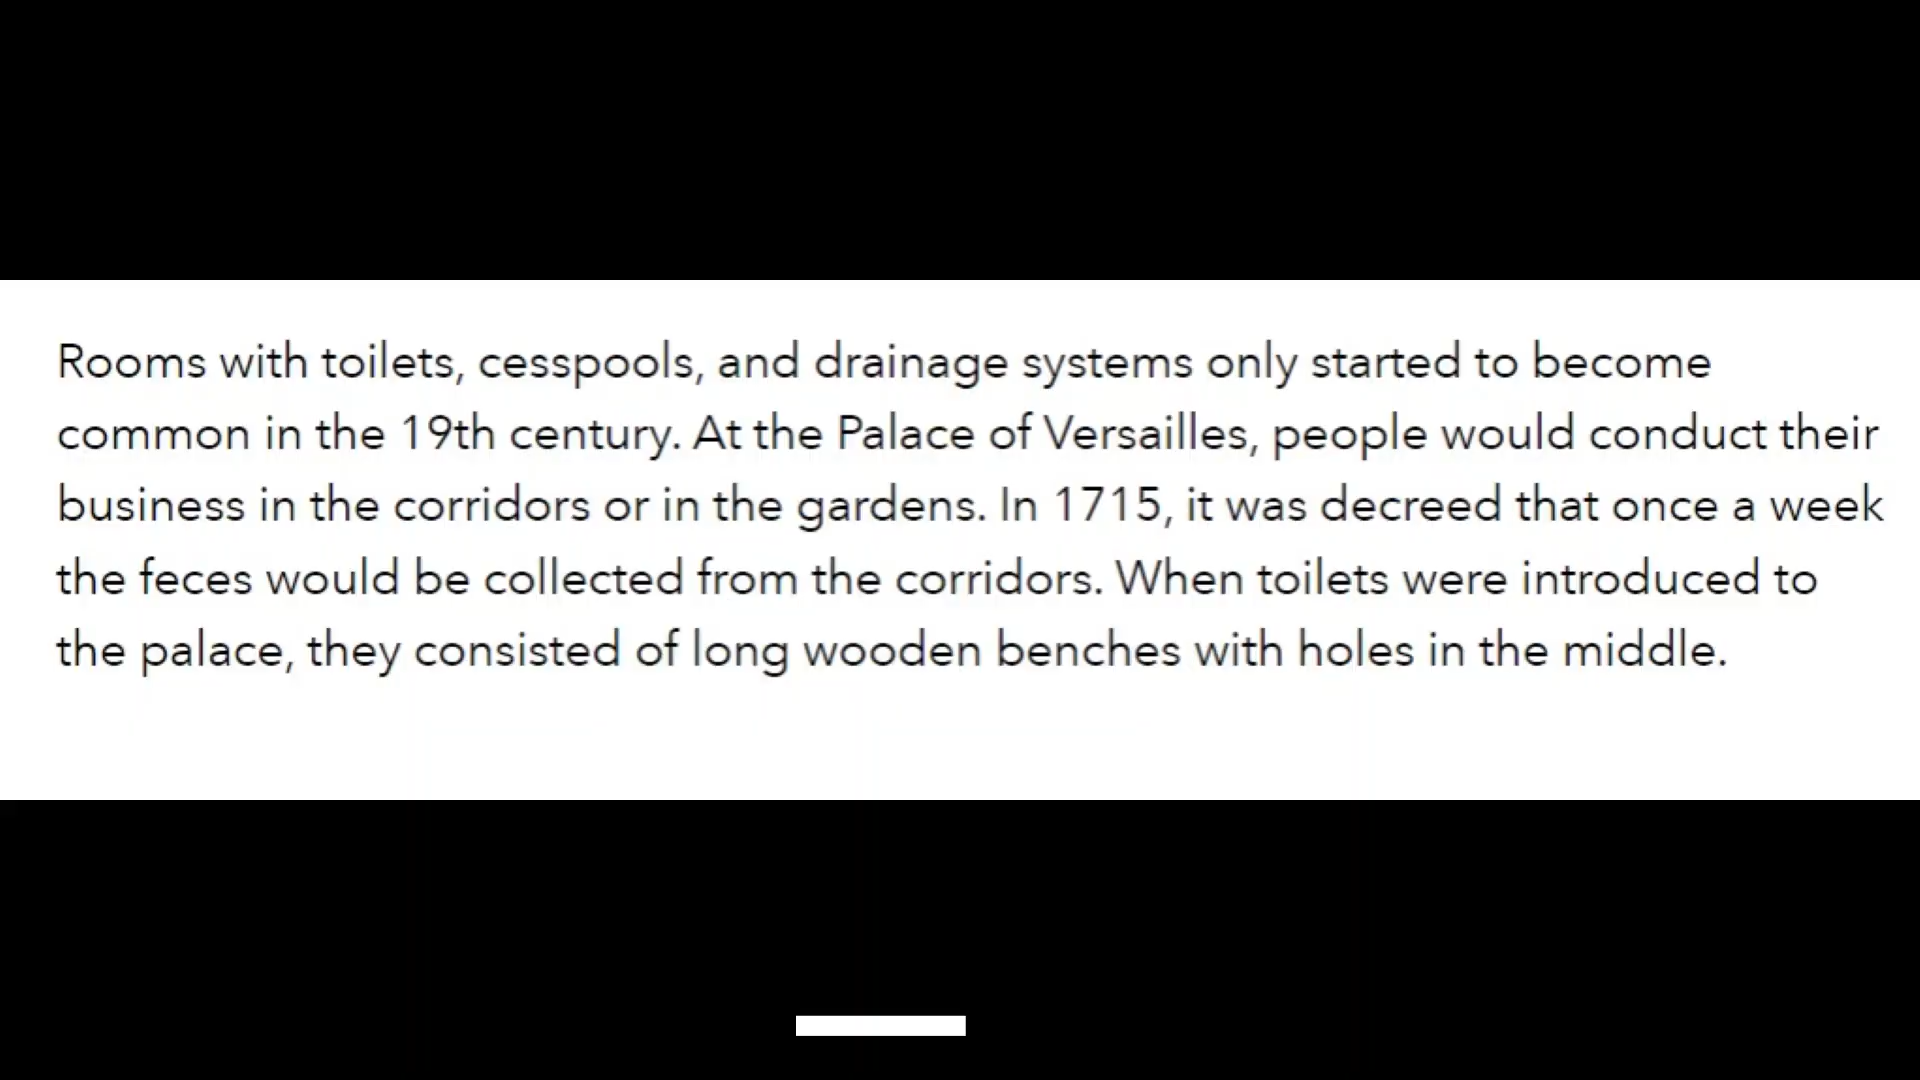 Rooms with toilets, cesspools, and drainage systems only started to become
common in the 19th century. At the Palace of Versailles, people would conduct their
business in the corridors or in the gardens. In 1715, it was decreed that once a week
the feces would be collected from the corridors. When toilets were introduced to
the palace, they consisted of long wooden benches with holes in the middle.